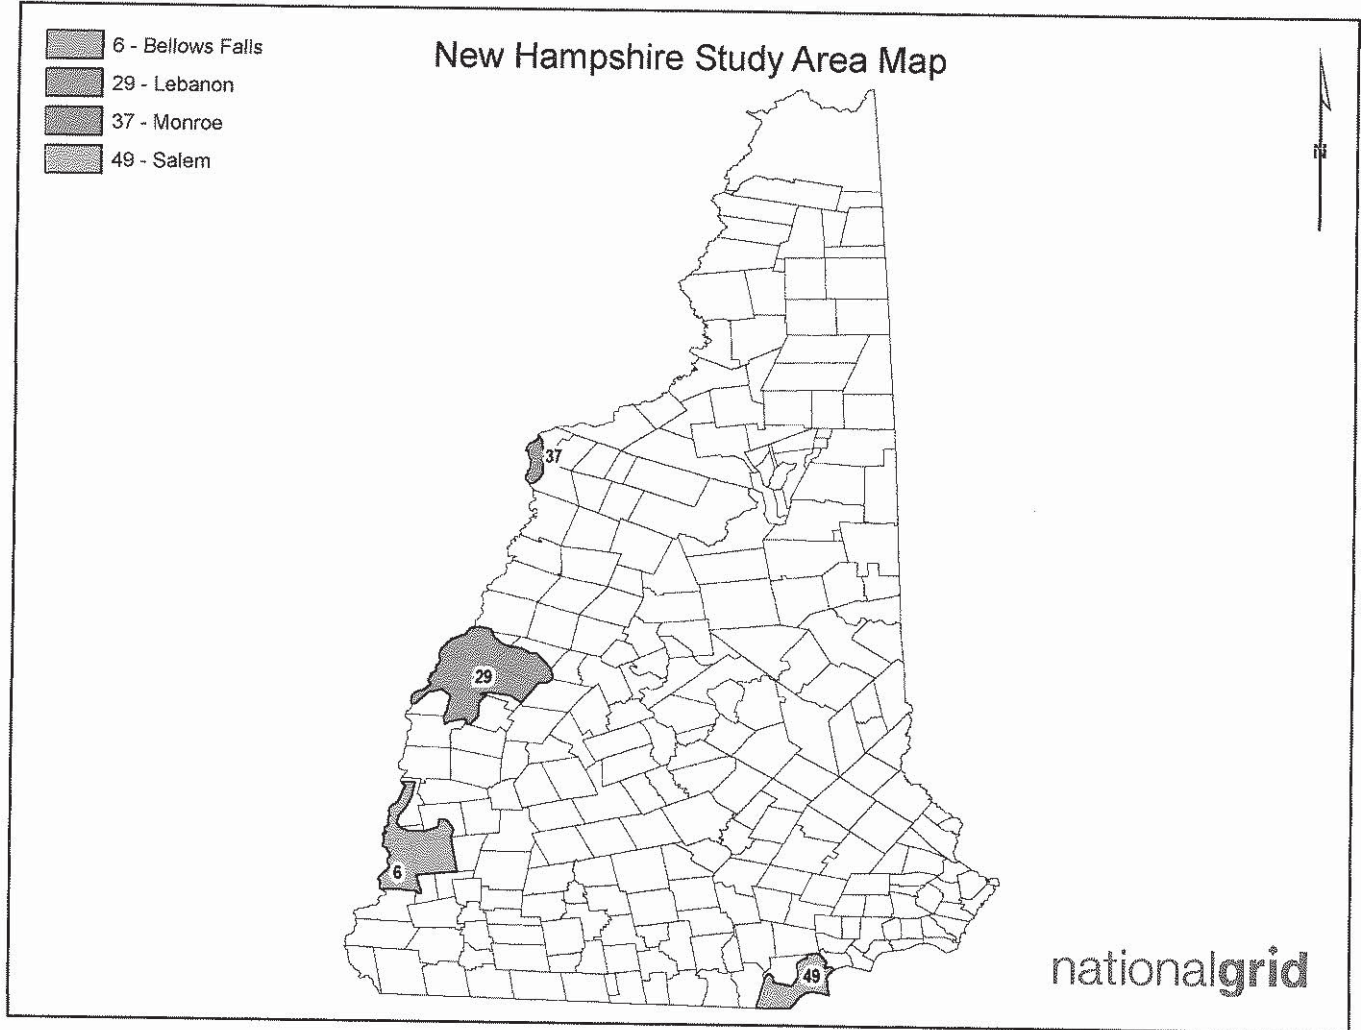 New Hampshire Study Area Map
6 - Bellows Falls
29 - Lebanon
37 - Monroe
49 - Salem
N
37
29
6
49
nationalgrid